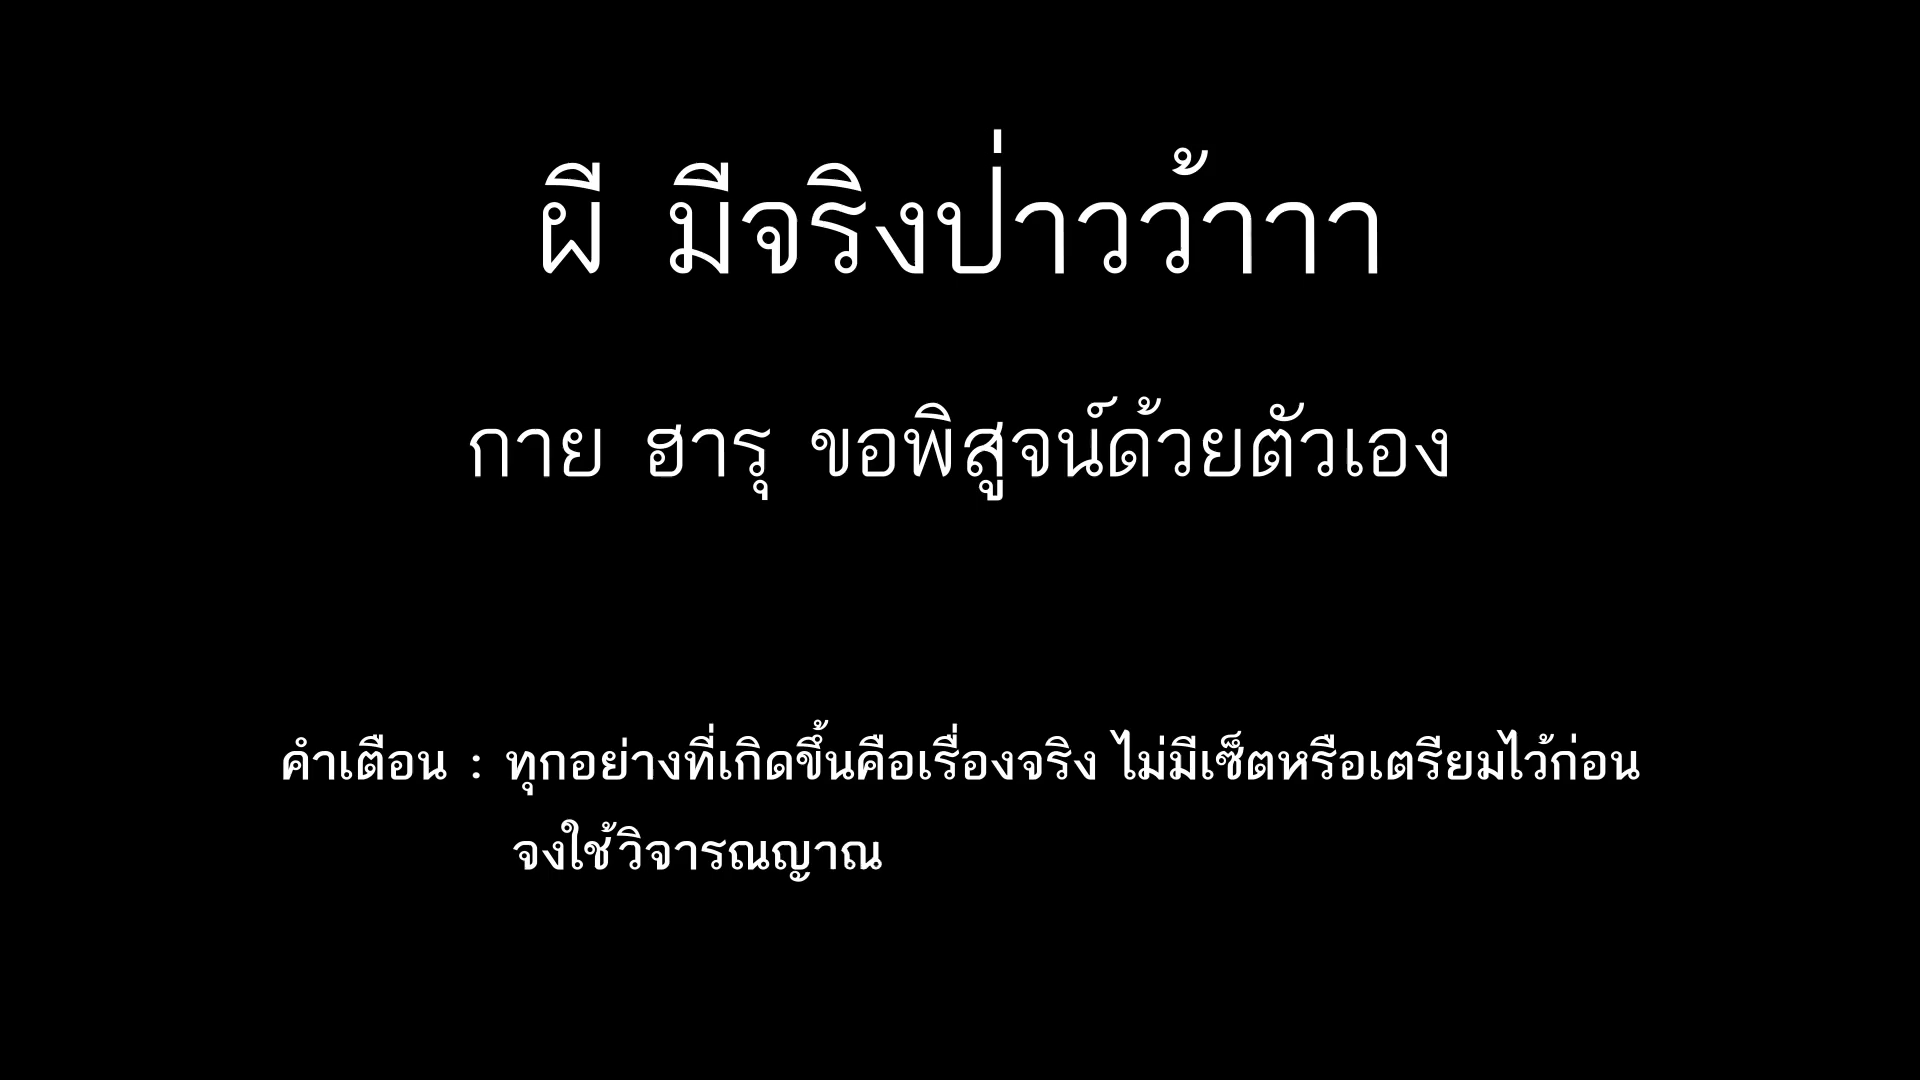 ผี มีจริงป่าวว้าาา
กาย ฮารุ ขอพิสูจน์ด้วยตัวเอง
คำเตือน : ทุกอย่างที่เกิดขึ้นคือเรื่องจริง ไม่มีเซ็ตหรือเตรียมไว้ก่อน
จงใช้วิจารณญาณ